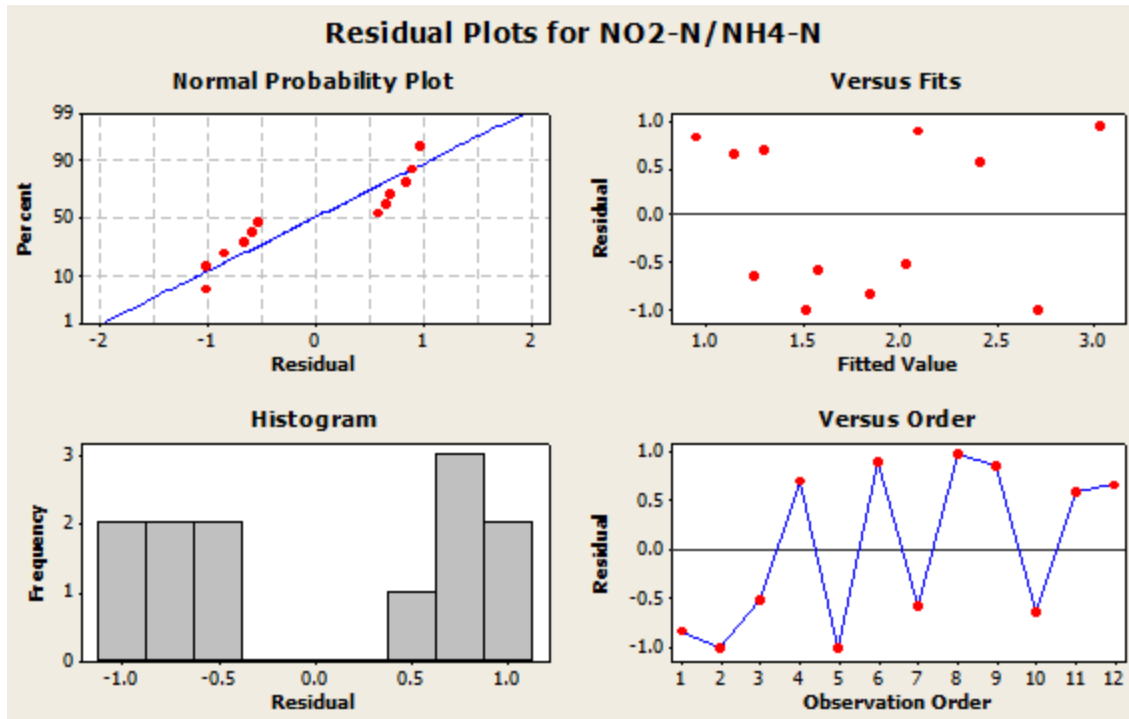 Residual Plots for NO2-N/NH4-N
Normal Probability Plot
99
90
50
10
1
Percent
-2 -1 0 1 2
Residual
Versus Fits
1.0
0.5
0.0
-0.5
-1.0
Residual
1.0 1.5 2.0 2.5 3.0
Fitted Value
Histogram
3
2
1
0
Frequency
-1.0 -0.5 0.0 0.5 1.0
Residual
Versus Order
1.0
0.5
0.0
-0.5
-1.0
Residual
1 2 3 4 5 6 7 8 9 10 11 12
Observation Order